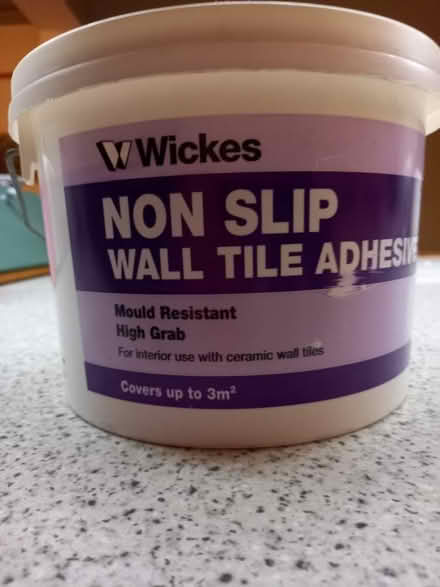 Wickes
NON SLIP
WALL TILE ADHESIVE
Mould Resistant
High Grab
For interior use with ceramic wall tiles
Covers up to 3m²